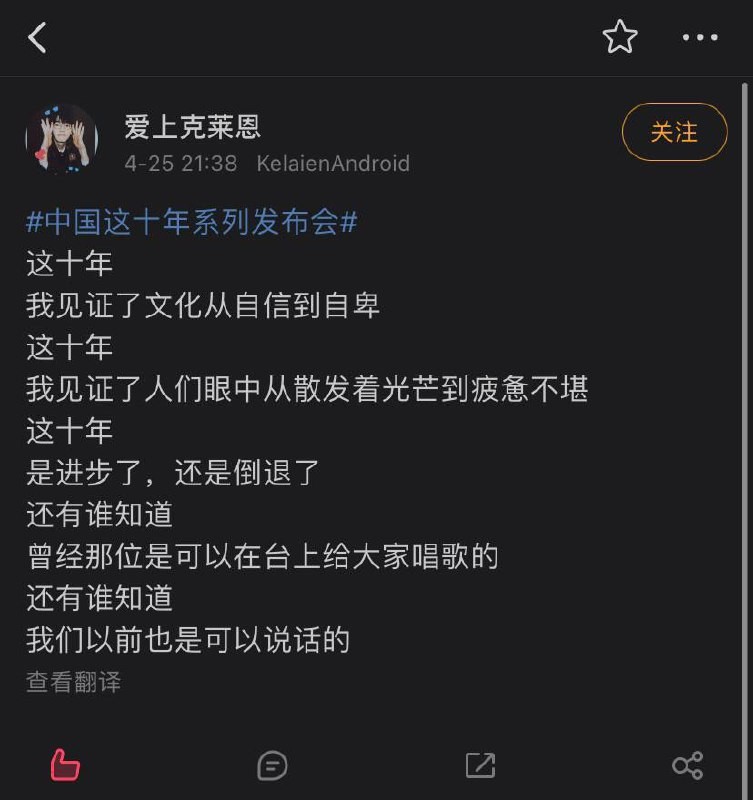 爱上克莱恩
关注
4-25 21:38 KelaienAndroid
#中国这十年系列发布会#
这十年
我见证了文化从自信到自卑
这十年
我见证了人们眼中从散发着光芒到疲惫不堪
这十年
是进步了，还是倒退了
还有谁知道
曾经那位是可以在台上给大家唱歌的
还有谁知道
我们以前也是可以说话的
查看翻译